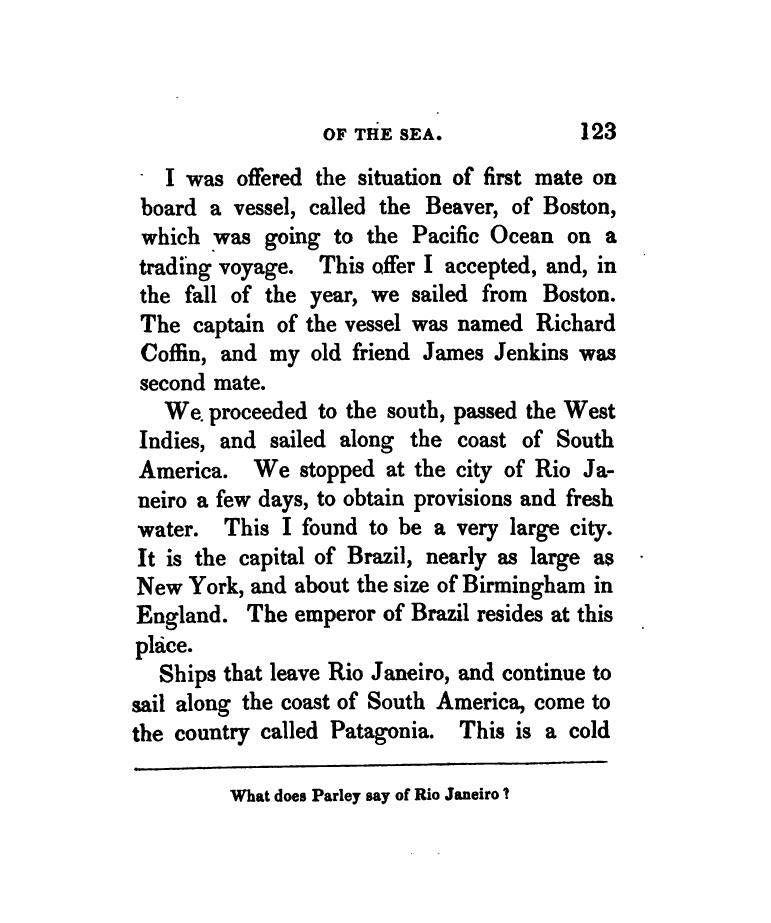 OF THE SEA. 123
I was offered the situation of first mate on
board a vessel, called the Beaver, of Boston,
which was going to the Pacific Ocean on a
trading voyage. This offer I accepted, and, in
the fall of the year, we sailed from Boston.
The captain of the vessel was named Richard
Coffin, and my old friend James Jenkins was
second mate.
We proceeded to the south, passed the West
Indies, and sailed along the coast of South
America. We stopped at the city of Rio Ja-
neiro a few days, to obtain provisions and fresh
water. This I found to be a very large city.
It is the capital of Brazil, nearly as large as
New York, and about the size of Birmingham in
England. The emperor of Brazil resides at this
place.
Ships that leave Rio Janeiro, and continue to
sail along the coast of South America, come to
the country called Patagonia. This is a cold
What does Parley say of Rio Janeiro?